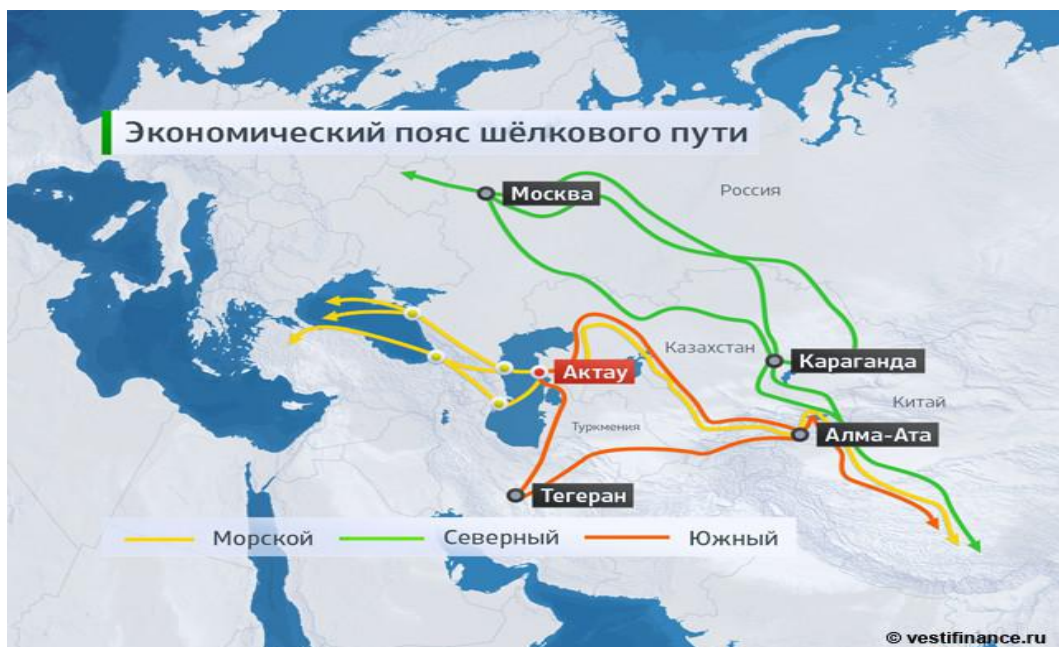 Экономический пояс шёлкового пути
Москва
Россия
Казахстан
Караганда
Актау
Китай
Туркмения
Алма-Ата
Тегеран
Морской
Северный
Южный
© vestifinance.ru